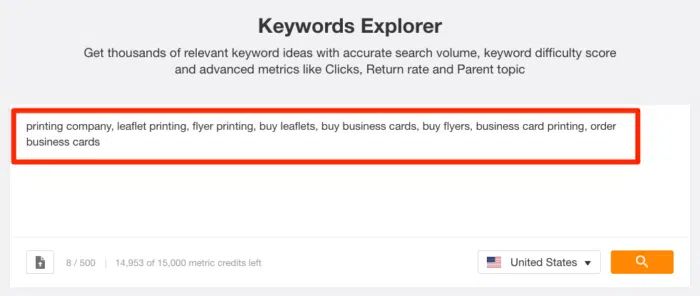 Keywords Explorer
Get thousands of relevant keyword ideas with accurate search volume, keyword difficulty score
and advanced metrics like Clicks, Return rate and Parent topic
printing company, leaflet printing, flyer printing, buy leaflets, buy business cards, buy flyers, business card printing, order
business cards
8 / 500 14,953 of 15,000 metric credits left United States